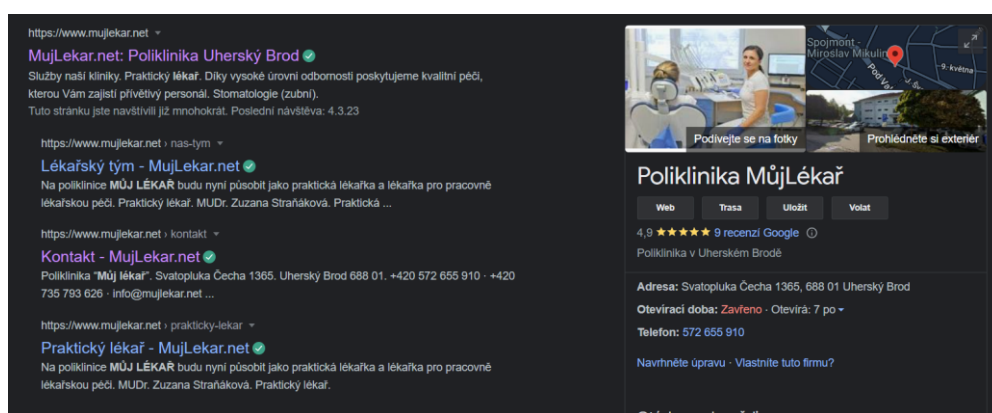 https://www.mujlekar.net
MujLekar.net: Poliklinika Uherský Brod
Služby naší kliniky. Praktický lékař. Díky vysoké úrovni odbornosti poskytujeme kvalitní péči,
kterou Vám zajistí přívětivý personál. Stomatologie (zubní).
Tuto stránku jste navštívili již mnohokrát. Poslední návštěva: 4.3.23
https://www.mujlekar.net › nas-tym
Lékařský tým - MujLekar.net
Na poliklinice MŮJ LÉKAŘ budu nyní působit jako praktická lékařka a lékařka pro pracovně
lékařskou péči. Praktický lékař. MUDr. Zuzana Straňáková. Praktická ...
https://www.mujlekar.net › kontakt
Kontakt - MujLekar.net
Poliklinika "Můj lékař". Svatopluka Čecha 1365. Uherský Brod 688 01. +420 572 655 910 · +420
735 793 626 · info@mujlekar.net ...
https://www.mujlekar.net › prakticky-lekar
Praktický lékař - MujLekar.net
Na poliklinice MŮJ LÉKAŘ budu nyní působit jako praktická lékařka a lékařka pro pracovně
lékařskou péči. MUDr. Zuzana Straňáková. Praktický lékař.
Spojmont -
Miroslav Mikulin
9. května
Pod Va
Podívejte se na fotky
Prohlédněte si exteriér
Poliklinika MůjLékař
Web Trasa Uložit Volat
4,9 ★★★★★ 9 recenzí Google
Poliklinika v Uherském Brodě
Adresa: Svatopluka Čecha 1365, 688 01 Uherský Brod
Otevírací doba: Zavřeno · Otevírá: 7 po
Telefon: 572 655 910
Navrhněte úpravu · Vlastníte tuto firmu?